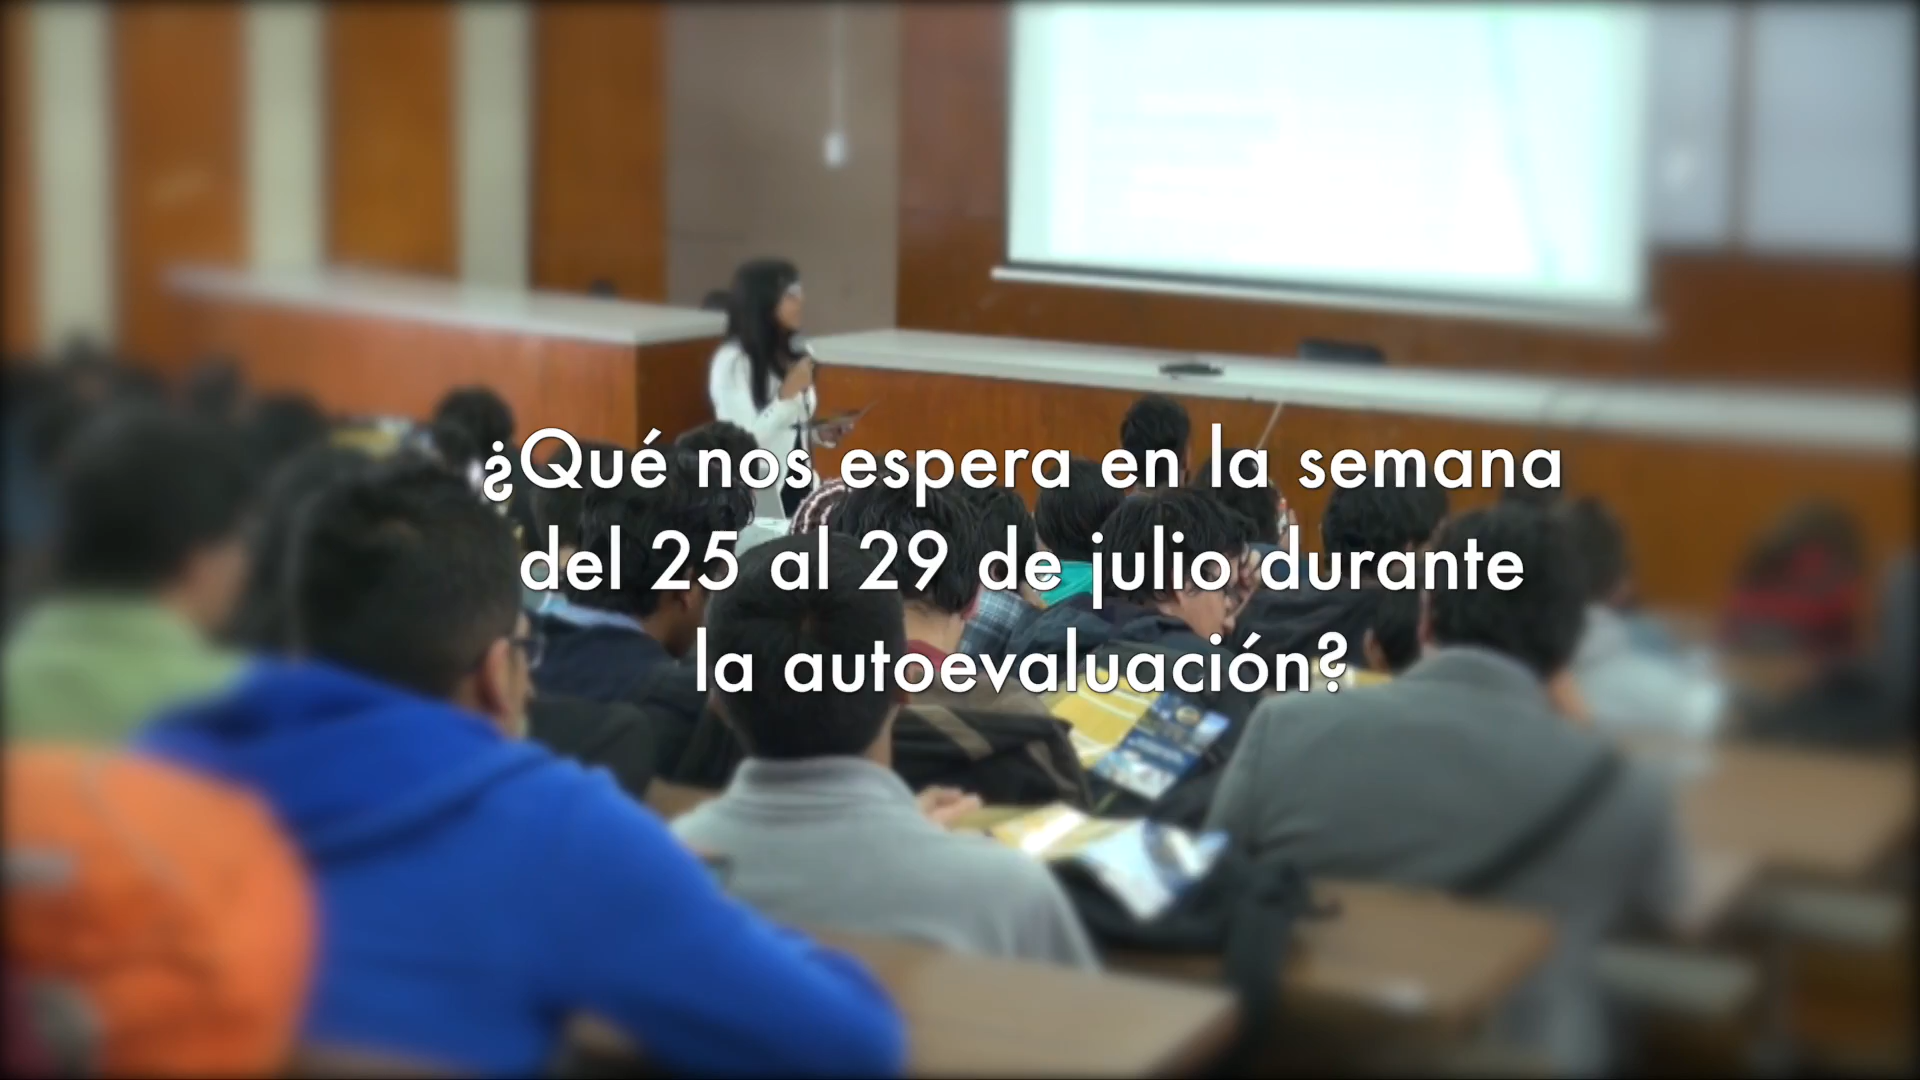 ¿Qué nos espera en la semana
del 25 al 29 de julio durante
la autoevaluación?